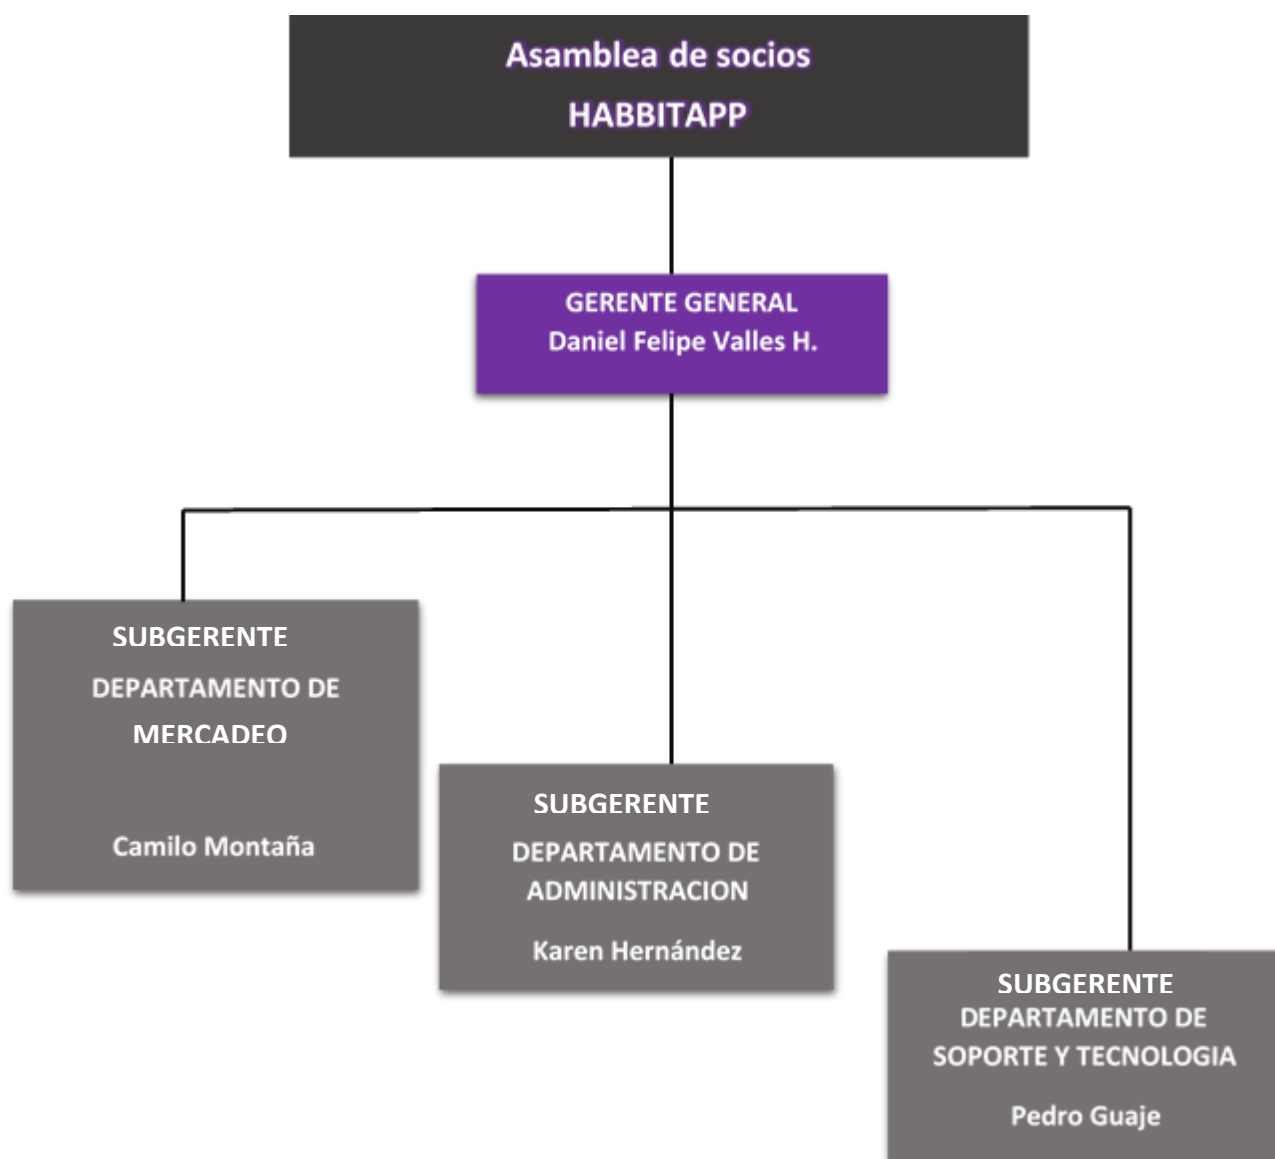 Asamblea de socios
HABBITAPP
GERENTE GENERAL
Daniel Felipe Valles H.
SUBGERENTE
DEPARTAMENTO DE
MERCADEO
Camilo Montaña
SUBGERENTE
DEPARTAMENTO DE
ADMINISTRACION
Karen Hernández
SUBGERENTE
DEPARTAMENTO DE
SOPORTE Y TECNOLOGIA
Pedro Guaje